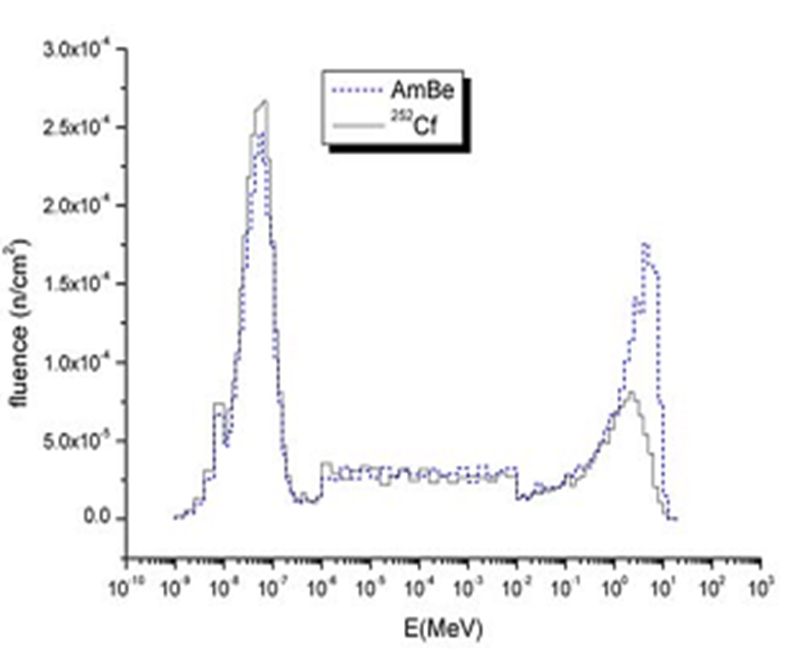 3.0x10⁻⁴
AmBe
²⁵²Cf
2.5x10⁻⁴
2.0x10⁻⁴
1.5x10⁻⁴
1.0x10⁻⁴
5.0x10⁻⁵
0.0
fluence (n/cm²)
10⁻¹⁰ 10⁻⁹ 10⁻⁸ 10⁻⁷ 10⁻⁶ 10⁻⁵ 10⁻⁴ 10⁻³ 10⁻² 10⁻¹ 10⁰ 10¹ 10² 10³
E(MeV)